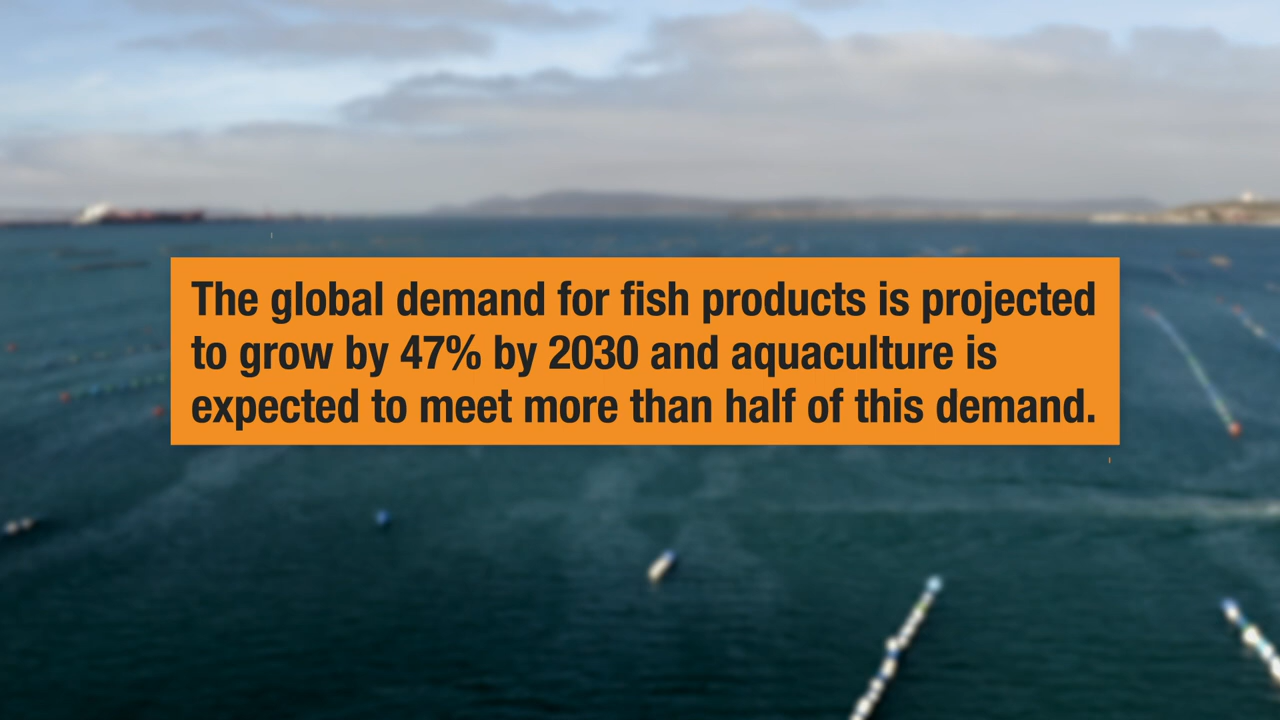 The global demand for fish products is projected
to grow by 47% by 2030 and aquaculture is
expected to meet more than half of this demand.